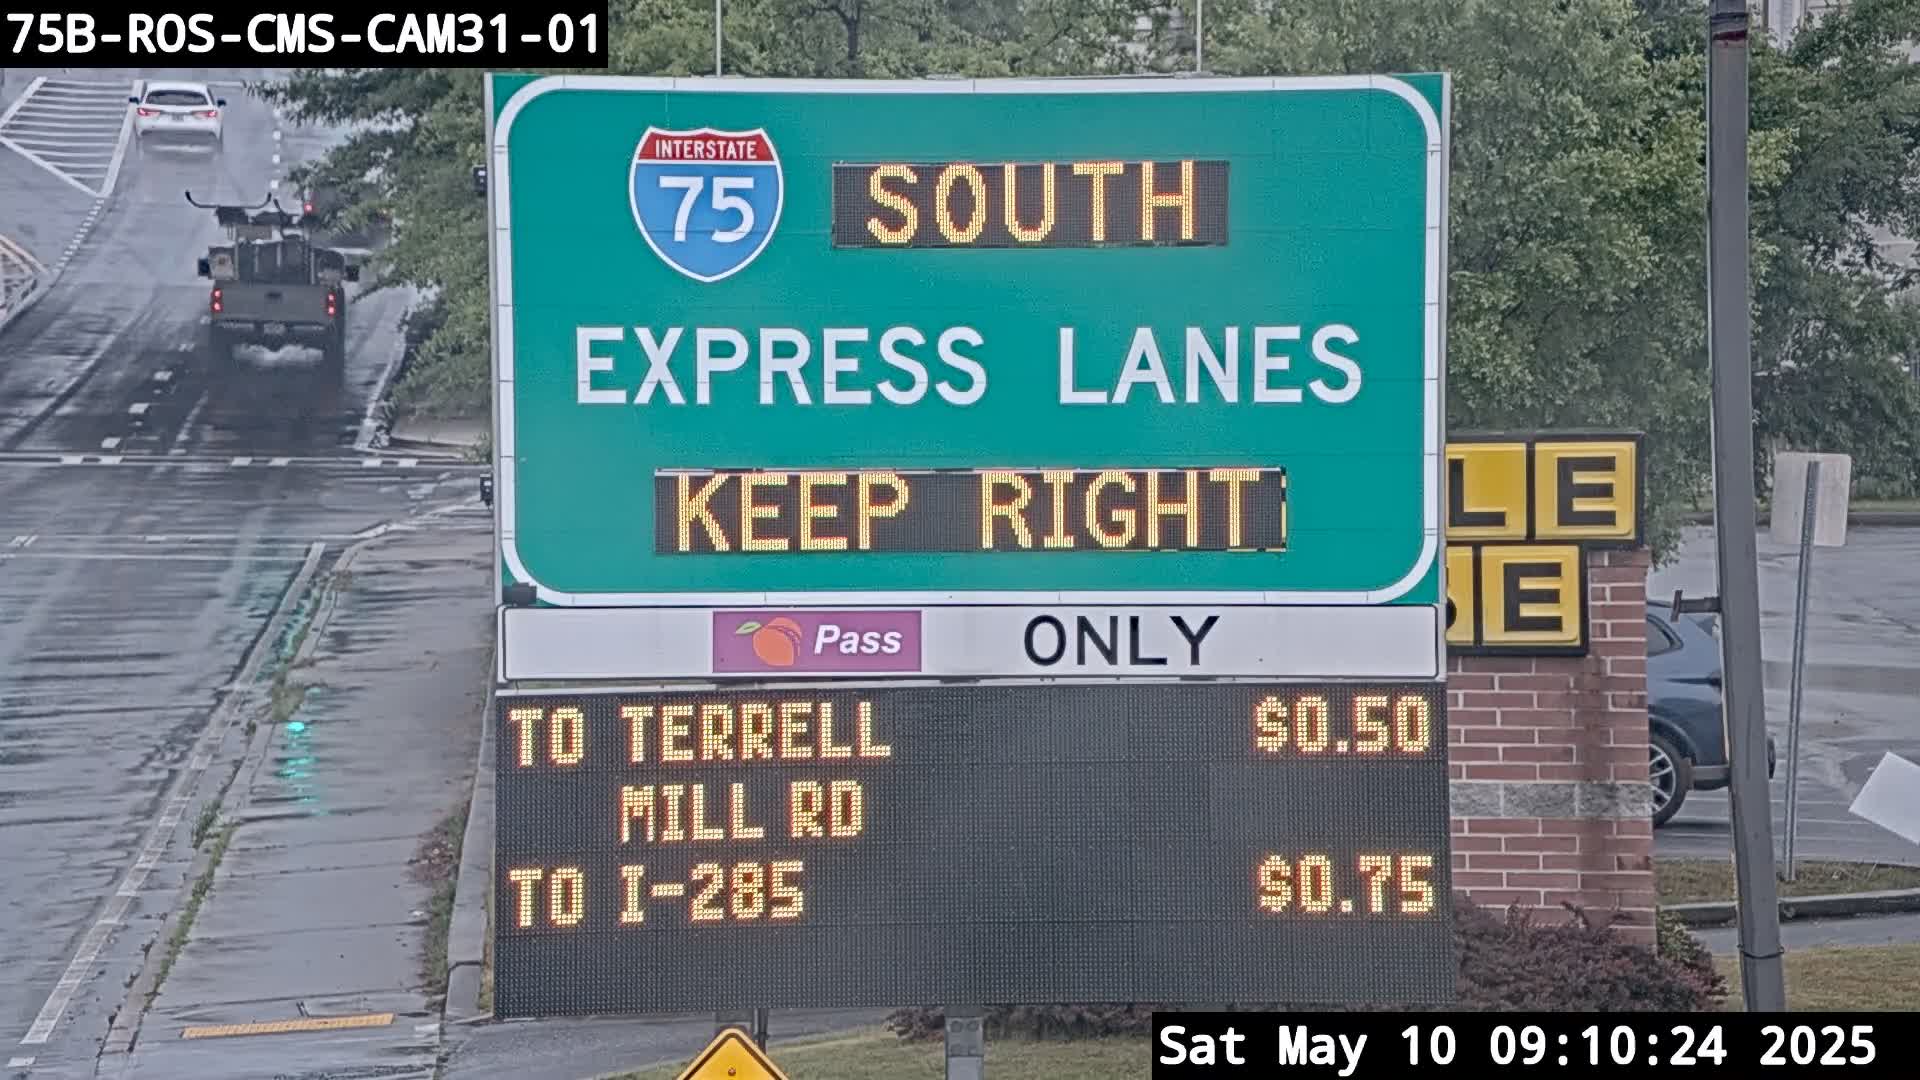 75B-ROS-CMS-CAM31-01
INTERSTATE
75
SOUTH
EXPRESS LANES
KEEP RIGHT
Pass ONLY
TO TERRELL $0.50
MILL RD
TO I-285 $0.75
LE
E
Sat May 10 09:10:24 2025